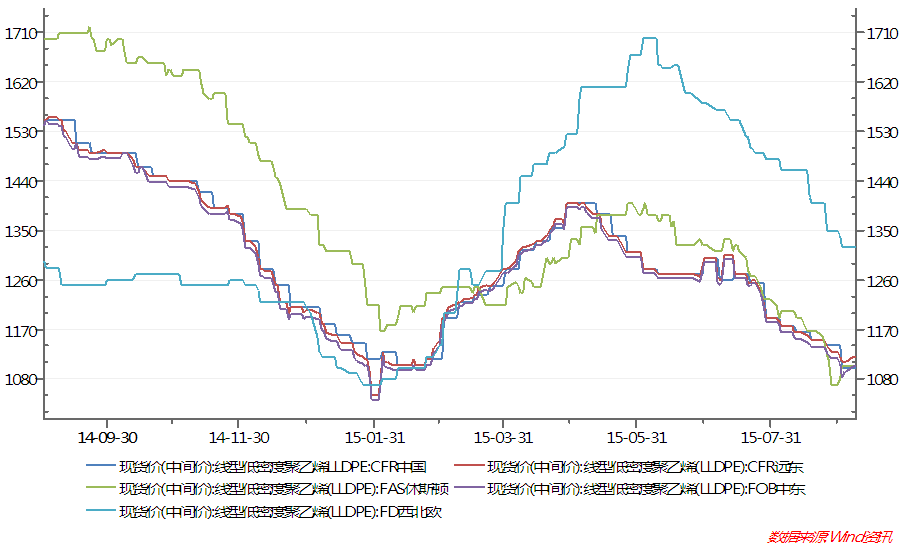 1710 1710
1620 1620
1530 1530
1440 1440
1350 1350
1260 1260
1170 1170
1080 1080
14-09-30 14-11-30 15-01-31 15-03-31 15-05-31 15-07-31
现货价(中间价):线型低密度聚乙烯(LLDPE):CFR中国 现货价(中间价):线型低密度聚乙烯(LLDPE):CFR远东
现货价(中间价):线型低密度聚乙烯(LLDPE):FAS休斯顿 现货价(中间价):线型低密度聚乙烯(LLDPE):FOB中东
现货价(中间价):线型低密度聚乙烯(LLDPE):FD西北欧
数据来源:Wind资讯